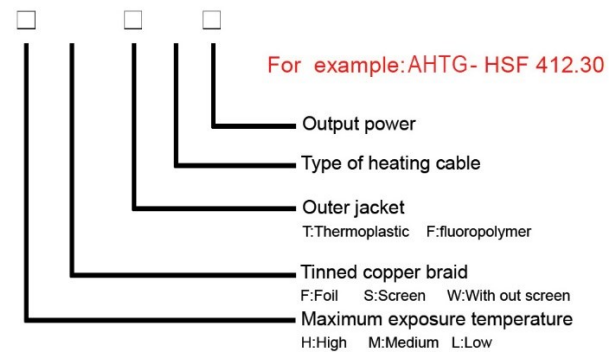 For example:AHTG- HSF 412.30
Output power
Type of heating cable
Outer jacket
T:Thermoplastic F:fluoropolymer
Tinned copper braid
F:Foil S:Screen W:With out screen
Maximum exposure temperature
H:High M:Medium L:Low